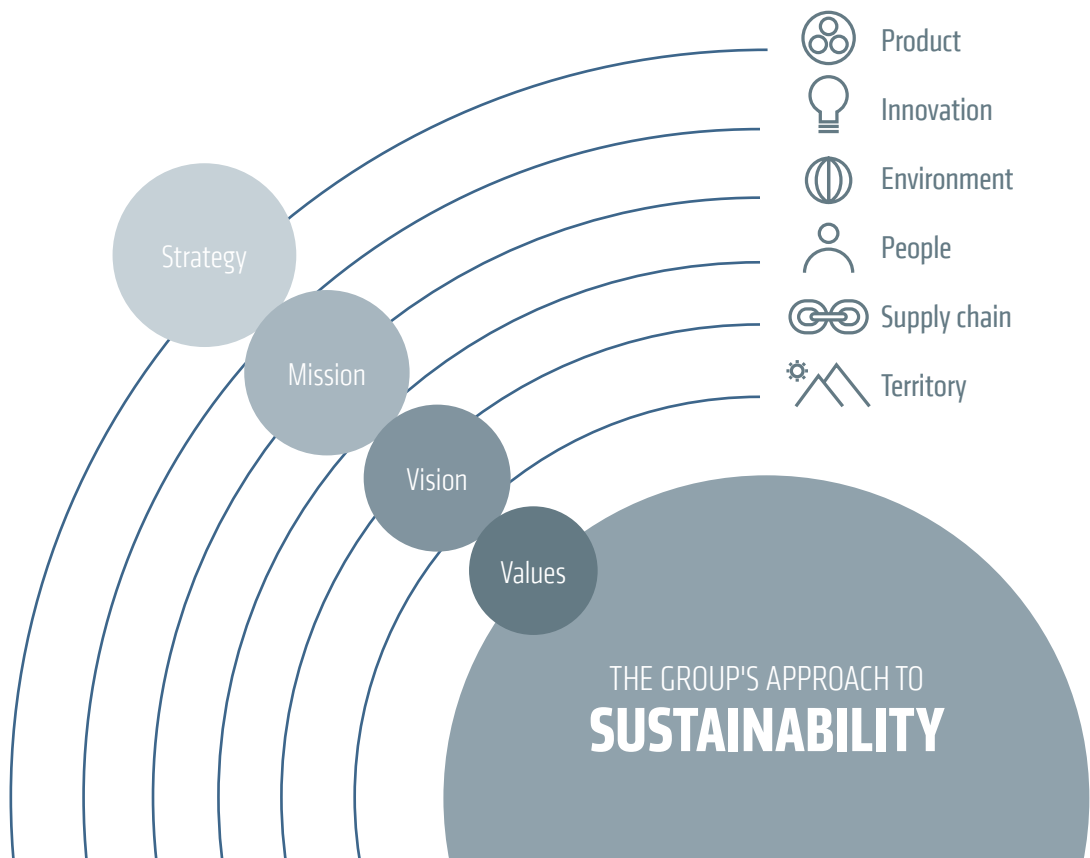 Product
Innovation
Environment
People
Supply chain
Territory
Strategy
Mission
Vision
Values
THE GROUP'S APPROACH TO
SUSTAINABILITY